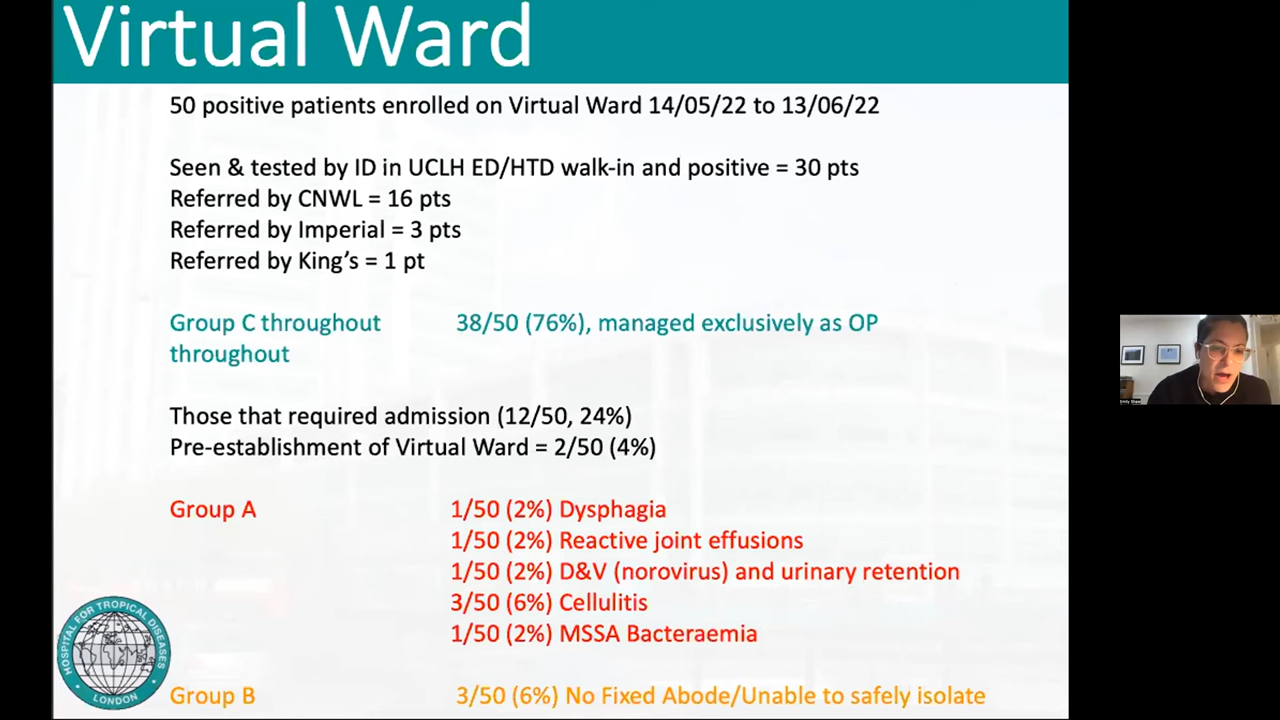 Virtual Ward
50 positive patients enrolled on Virtual Ward 14/05/22 to 13/06/22
Seen & tested by ID in UCLH ED/HTD walk-in and positive = 30 pts
Referred by CNWL = 16 pts
Referred by Imperial = 3 pts
Referred by King's = 1 pt
Group C throughout 38/50 (76%), managed exclusively as OP
throughout
Those that required admission (12/50, 24%)
Pre-establishment of Virtual Ward = 2/50 (4%)
Group A 1/50 (2%) Dysphagia
1/50 (2%) Reactive joint effusions
1/50 (2%) D&V (norovirus) and urinary retention
3/50 (6%) Cellulitis
1/50 (2%) MSSA Bacteraemia
Group B 3/50 (6%) No Fixed Abode/Unable to safely isolate
HOSPITAL FOR TROPICAL DISEASES
LONDON
Emily Shaw